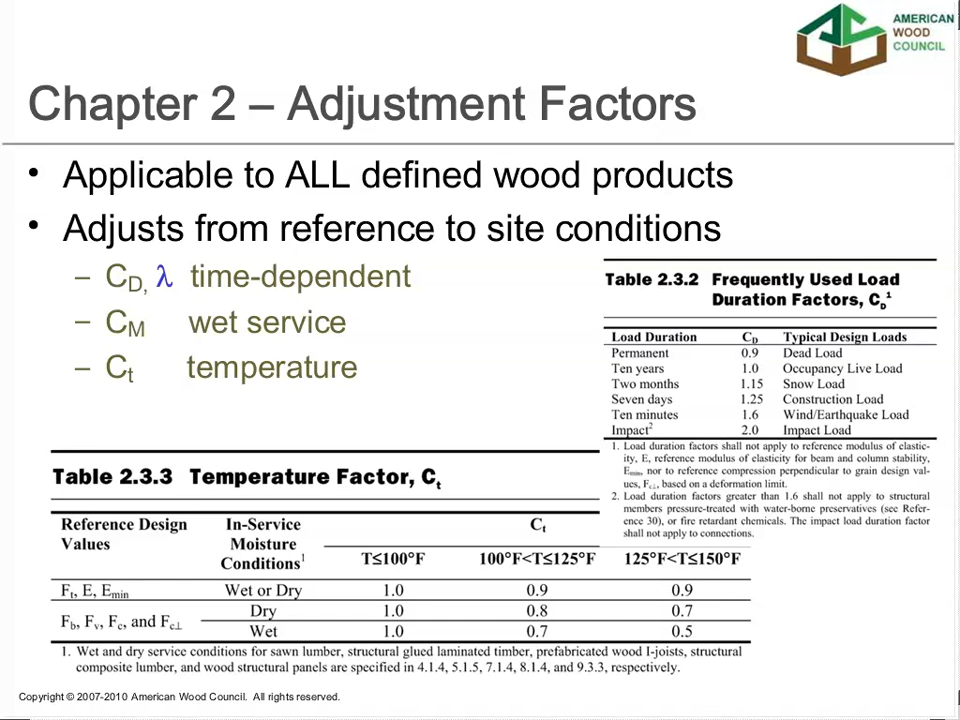 AMERICAN
WOOD
COUNCIL
Chapter 2 – Adjustment Factors
• Applicable to ALL defined wood products
• Adjusts from reference to site conditions
– CD, λ time-dependent
– CM wet service
– Ct temperature
Table 2.3.2 Frequently Used Load
Duration Factors, CD1
Load Duration CD Typical Design Loads
Permanent 0.9 Dead Load
Ten years 1.0 Occupancy Live Load
Two months 1.15 Snow Load
Seven days 1.25 Construction Load
Ten minutes 1.6 Wind/Earthquake Load
Impact2 2.0 Impact Load
1. Load duration factors shall not apply to reference modulus of elastic-
ity, E, reference modulus of elasticity for beam and column stability,
Emin, nor to reference compression perpendicular to grain design val-
ues, Fc⊥, based on a deformation limit.
2. Load duration factors greater than 1.6 shall not apply to structural
members pressure-treated with water-borne preservatives (see Refer-
ence 30), or fire retardant chemicals. The impact load duration factor
shall not apply to connections.
Table 2.3.3 Temperature Factor, Ct
Reference Design
Values
In-Service
Moisture
Conditions1
Ct
T≤100°F 100°F<T≤125°F 125°F<T≤150°F
Ft, E, Emin Wet or Dry 1.0 0.9 0.9
Fb, Fv, Fc, and Fc⊥
Dry 1.0 0.8 0.7
Wet 1.0 0.7 0.5
1. Wet and dry service conditions for sawn lumber, structural glued laminated timber, prefabricated wood I-joists, structural
composite lumber, and wood structural panels are specified in 4.1.4, 5.1.5, 7.1.4, 8.1.4, and 9.3.3, respectively.
Copyright © 2007-2010 American Wood Council. All rights reserved.